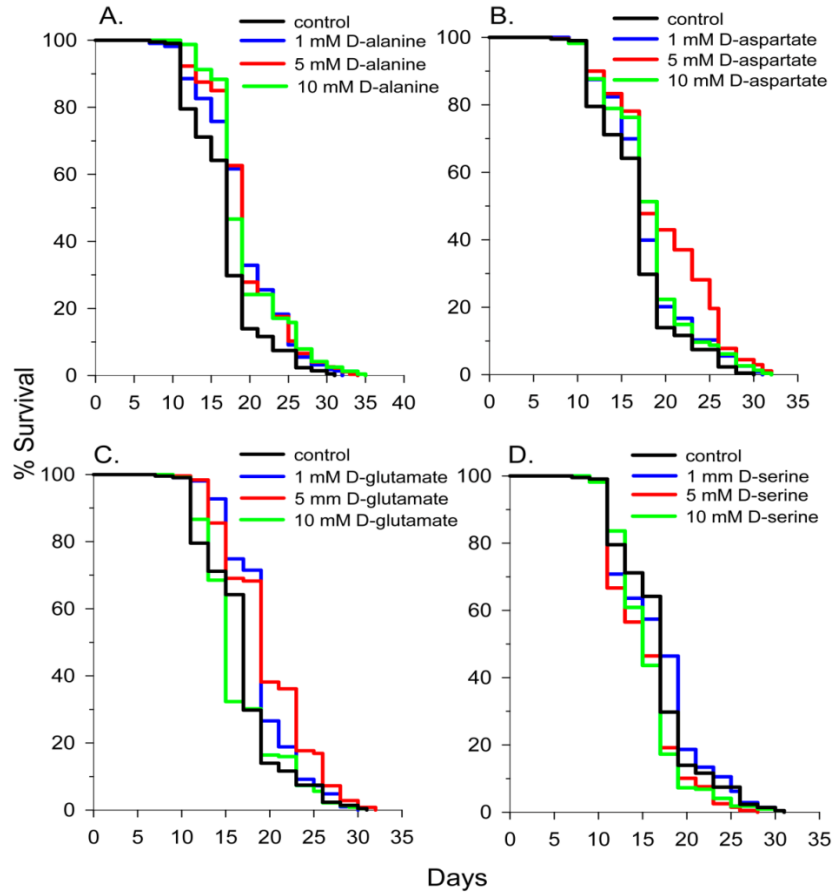 A.
control
1 mM D-alanine
5 mM D-alanine
10 mM D-alanine
100
80
60
40
20
0
0 5 10 15 20 25 30 35 40
B.
control
1 mM D-aspartate
5 mM D-aspartate
10 mM D-aspartate
100
80
60
40
20
0
0 5 10 15 20 25 30 35
% Survival
C.
control
1 mM D-glutamate
5 mm D-glutamate
10 mM D-glutamate
100
80
60
40
20
0
0 5 10 15 20 25 30 35
D.
control
1 mm D-serine
5 mM D-serine
10 mM D-serine
100
80
60
40
20
0
0 5 10 15 20 25 30 35
Days